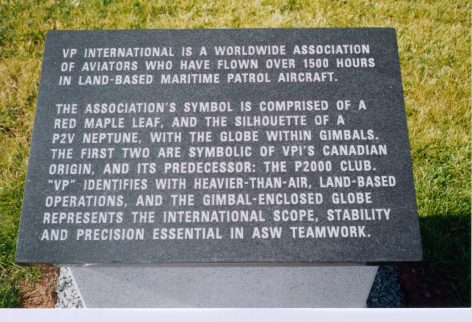 VP INTERNATIONAL IS A WORLDWIDE ASSOCIATION
OF AVIATORS WHO HAVE FLOWN OVER 1500 HOURS
IN LAND-BASED MARITIME PATROL AIRCRAFT.
THE ASSOCIATION'S SYMBOL IS COMPRISED OF A
RED MAPLE LEAF, AND THE SILHOUETTE OF A
P2V NEPTUNE, WITH THE GLOBE WITHIN GIMBALS.
THE FIRST TWO ARE SYMBOLIC OF VPI'S CANADIAN
ORIGIN, AND ITS PREDECESSOR: THE P2000 CLUB.
"VP" IDENTIFIES WITH HEAVIER-THAN-AIR, LAND-BASED
OPERATIONS, AND THE GIMBAL-ENCLOSED GLOBE
REPRESENTS THE INTERNATIONAL SCOPE, STABILITY
AND PRECISION ESSENTIAL IN ASW TEAMWORK.